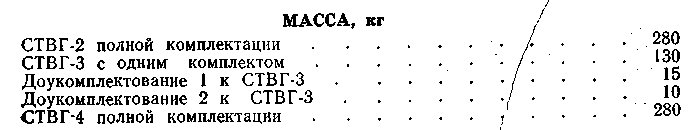 МАССА, кг
СТВГ-2 полной комплектации . . . . . . . . . . . 280
СТВГ-3 с одним комплектом . . . . . . . . . . . 130
Доукомплектование 1 к СТВГ-3 . . . . . . . . . . 15
Доукомплектование 2 к СТВГ-3 . . . . . . . . . . 10
СТВГ-4 полной комплектации . . . . . . . . . . . 280